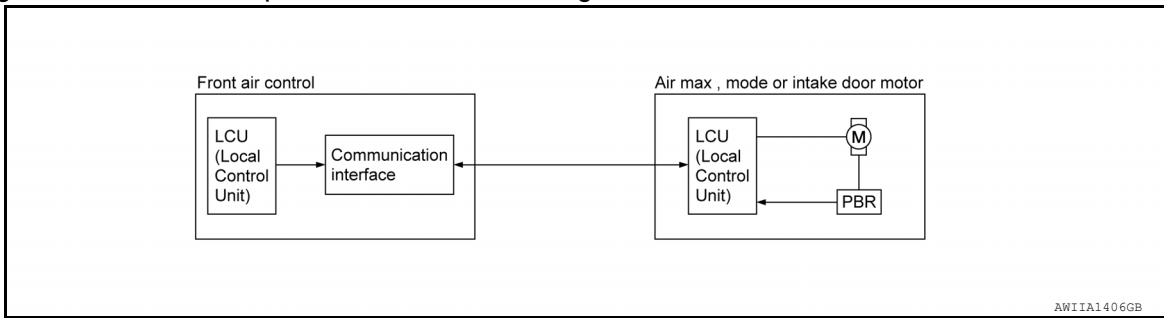 Front air control
LCU
(Local
Control
Unit)
Communication
interface
Air max , mode or intake door motor
LCU
(Local
Control
Unit)
M
PBR
AWIIA1406GB